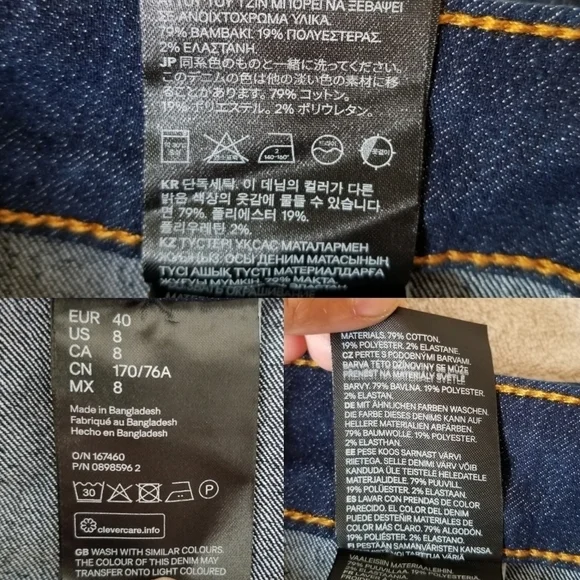 ΣΕ ΑΝΟΙΧΤΟΧΡΩΜΑ ΥΛΙΚΑ.
79% ΒΑΜΒΑΚΙ. 19% ΠΟΛΥΕΣΤΕΡΑΣ.
2% ΕΛΑΣΤΑΝΗ.
JP 同系色のものと一緒に洗ってください。
このデニムの色は他の淡い色の素材に移
ることがあります。79% コットン.
19% ポリエステル. 2% ポリウレタン.
140-160°
KR 단독세탁. 이 데님의 컬러가 다른
밝은 색상의 옷감에 물들 수 있습니다.
면 79%. 폴리에스터 19%.
폴리우레탄 2%.
KZ ТҮСТЕРІ ҰҚСАС МАТАЛАРМЕН
ЖУЫҢЫЗ. ОСЫ ДЕНИМ МАТАСЫНЫҢ
ТҮСІ АШЫҚ ТҮСТІ МАТЕРИАЛДАРҒА
ЖҰҒУЫ МҮМКІН. 79% МАҚТА.
EUR 40
US 8
CA 8
CN 170/76A
MX 8
Made in Bangladesh
Fabriqué au Bangladesh
Hecho en Bangladesh
O/N 167460
P/N 0898596 2
30 P
clevercare.info
GB WASH WITH SIMILAR COLOURS.
THE COLOUR OF THIS DENIM MAY
TRANSFER ONTO LIGHT COLOURED
MATERIALS. 79% COTTON.
19% POLYESTER. 2% ELASTANE.
CZ PERTE S PODOBNÝMI BARVAMI.
BARVA TÉTO DŽÍNOVINY SE MŮŽE
PŘENÉST NA MATERIÁLY SVĚTLÉ
BARVY. 79% BAVLNA. 19% POLYESTER.
2% ELASTAN.
DE MIT ÄHNLICHEN FARBEN WASCHEN.
DIE FARBE DIESES DENIMS KANN AUF
HELLERE MATERIALIEN ABFÄRBEN.
79% BAUMWOLLE. 19% POLYESTER.
2% ELASTHAN.
EE PESE KOOS SARNAST VÄRVI
RIIETEGA. SELLE DENIMI VÄRV VÕIB
KANDUDA ÜLE TEISTELE HELEDATELE
MATERJALIDELE. 79% PUUVILL.
19% POLÜESTER. 2% ELASTAAN.
ES LAVAR CON PRENDAS DE COLOR
PARECIDO. EL COLOR DEL DENIM
PUEDE DESTEÑIR MATERIALES DE
COLOR MÁS CLARO. 79% ALGODÓN.
19% POLIÉSTER. 2% ELASTANO.
FI PESTÄÄN SAMANVÄRISTEN KANSSA.